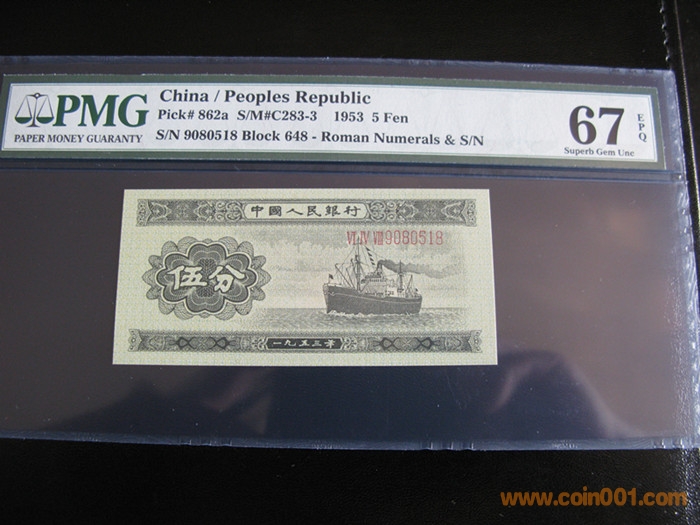 PMG
PAPER MONEY GUARANTY
China / Peoples Republic
Pick# 862a S/M#C283-3 1953 5 Fen
S/N 9080518 Block 648 - Roman Numerals & S/N
67 EPQ
Superb Gem Unc
中國人民銀行
VI IV VIII 9080518
伍分
一九五三年
www.coin001.com